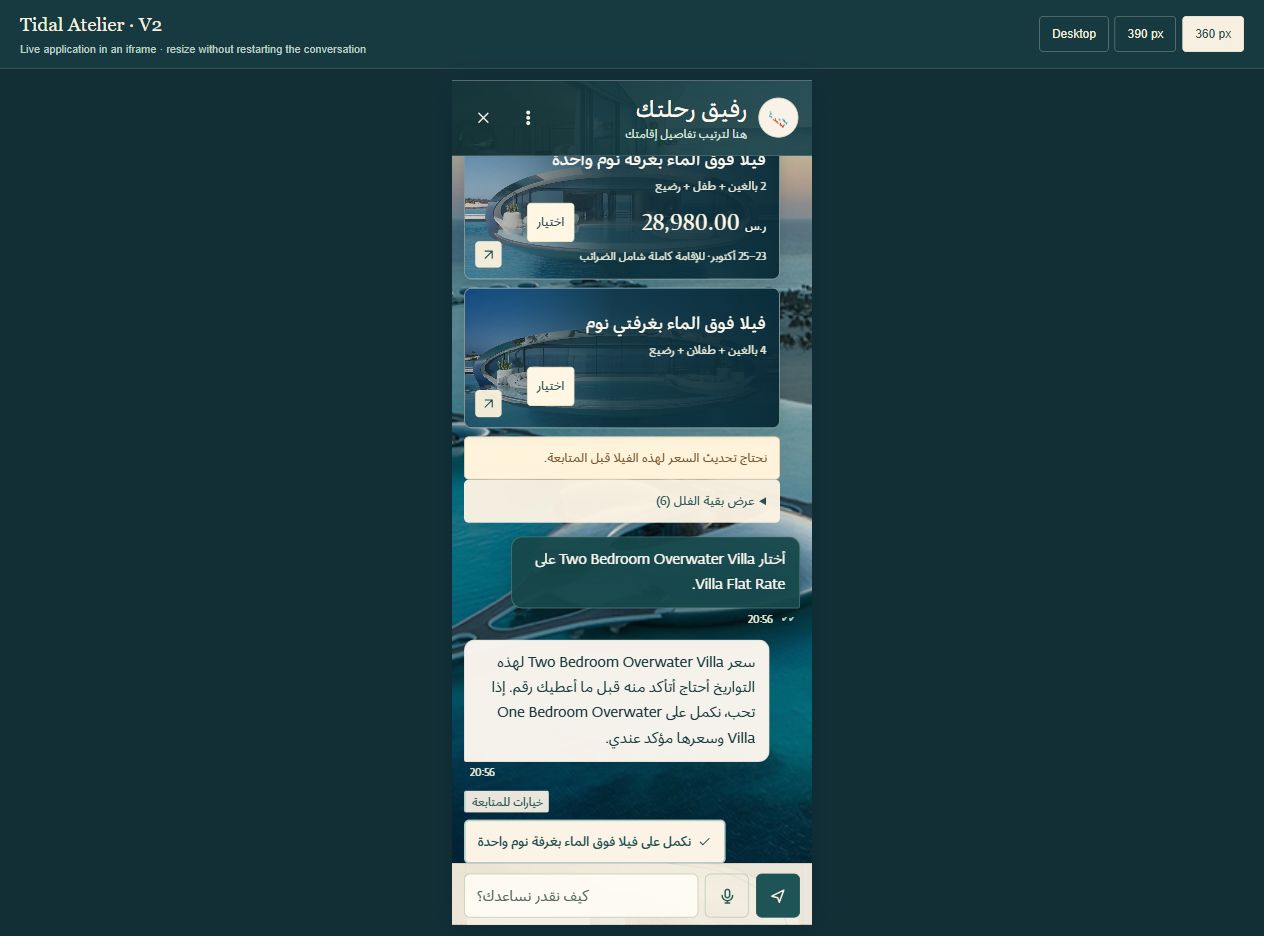 Tidal Atelier · V2
Live application in an iframe · resize without restarting the conversation
Desktop
390 px
360 px
رفيق رحلتك
هنا لترتيب تفاصيل إقامتك
فيلا فوق الماء بغرفة نوم واحدة
2 بالغين + طفل + رضيع
ر.س 28,980.00
اختيار
23–25 أكتوبر · للإقامة كاملة شامل الضرائب
فيلا فوق الماء بغرفتي نوم
4 بالغين + طفلان + رضيع
اختيار
نحتاج تحديث السعر لهذه الفيلا قبل المتابعة.
عرض بقية الفلل (6)
أختار Two Bedroom Overwater Villa على
Villa Flat Rate.
20:56
سعر Two Bedroom Overwater Villa لهذه
التواريخ أحتاج أتأكد منه قبل ما أعطيك رقم. إذا
تحب، نكمل على One Bedroom Overwater
Villa وسعرها مؤكد عندي.
20:56
خيارات للمتابعة
نكمل على فيلا فوق الماء بغرفة نوم واحدة
كيف نقدر نساعدك؟